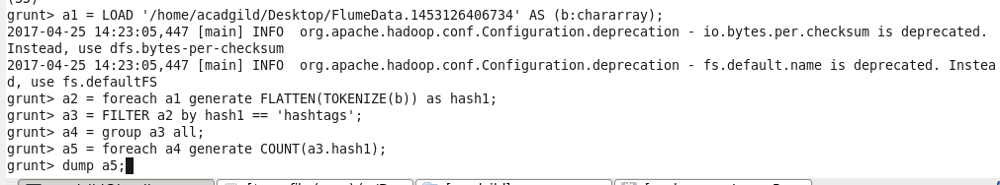 grunt> a1 = LOAD '/home/acadgild/Desktop/FlumeData.1453126406734' AS (b:chararray);
2017-04-25 14:23:05,447 [main] INFO  org.apache.hadoop.conf.Configuration.deprecation - io.bytes.per.checksum is deprecated.
Instead, use dfs.bytes-per-checksum
2017-04-25 14:23:05,447 [main] INFO  org.apache.hadoop.conf.Configuration.deprecation - fs.default.name is deprecated. Instea
d, use fs.defaultFS
grunt> a2 = foreach a1 generate FLATTEN(TOKENIZE(b)) as hash1;
grunt> a3 = FILTER a2 by hash1 == 'hashtags';
grunt> a4 = group a3 all;
grunt> a5 = foreach a4 generate COUNT(a3.hash1);
grunt> dump a5;